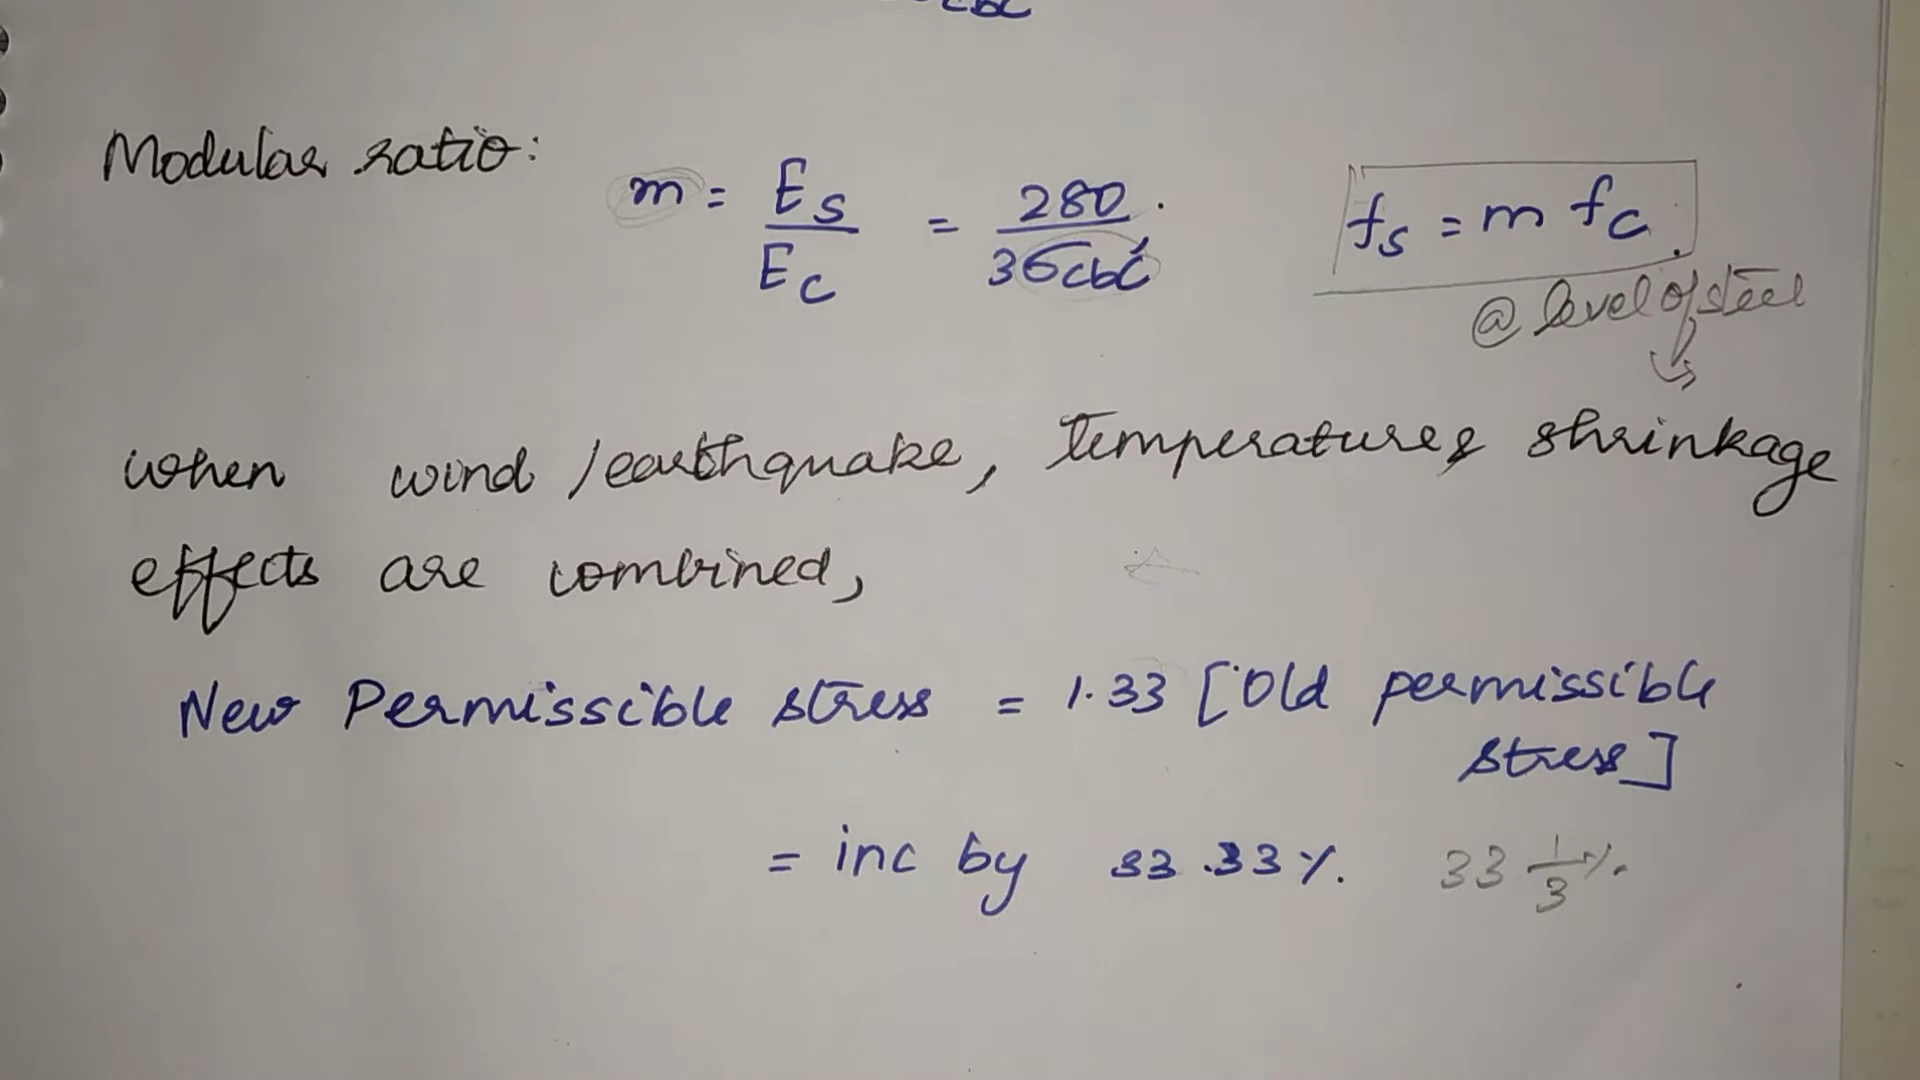 cbc
Modular ratio:
m = Es / Ec = 280 / 3σcbc
fs = m fc
@ level of steel
when wind / earthquake, temperature & shrinkage
effects are combined,
New Permissible stress = 1.33 [Old permissible
stress]
= inc by 33.33%. 33 1/3 %.